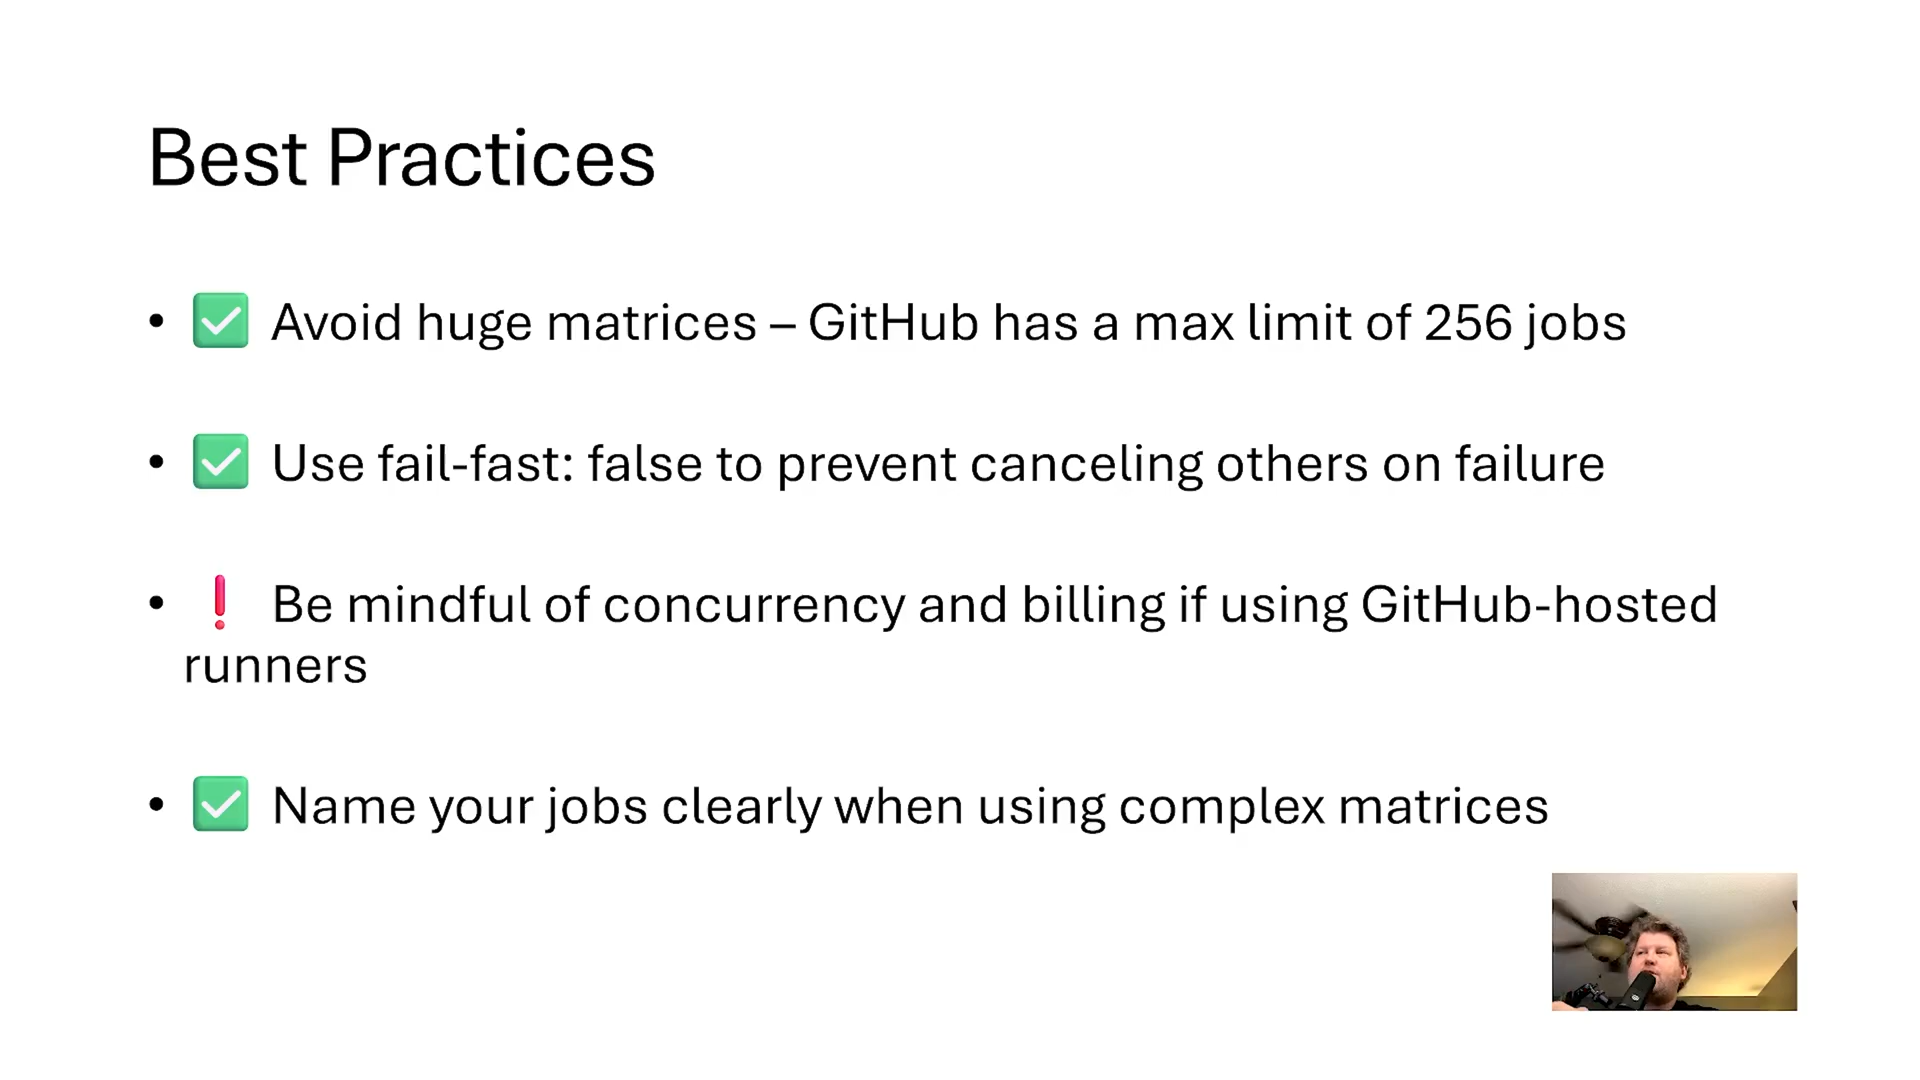 Best Practices
• ✅ Avoid huge matrices – GitHub has a max limit of 256 jobs
• ✅ Use fail-fast: false to prevent canceling others on failure
• ❗ Be mindful of concurrency and billing if using GitHub-hosted
runners
• ✅ Name your jobs clearly when using complex matrices